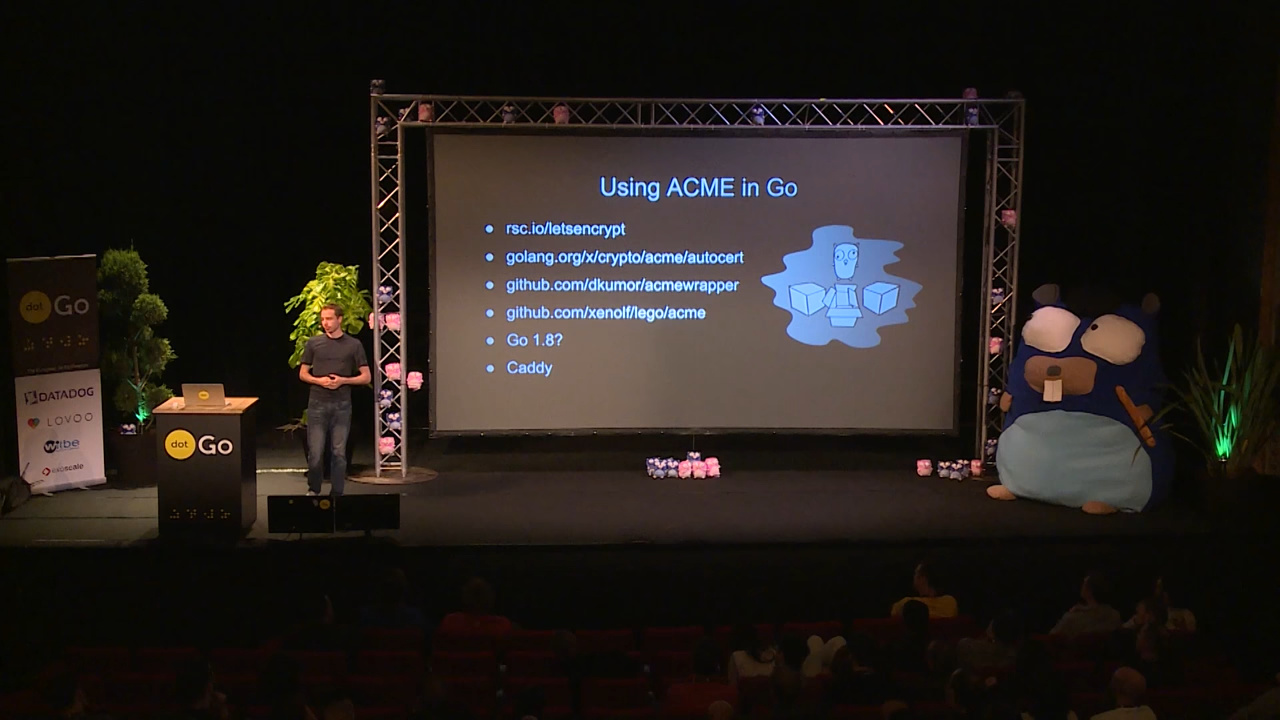 Using ACME in Go
rsc.io/letsencrypt
golang.org/x/crypto/acme/autocert
github.com/dkumor/acmewrapper
github.com/xenolf/lego/acme
Go 1.8?
Caddy
dot Go
DATADOG
LOVOO
exoscale
dot Go